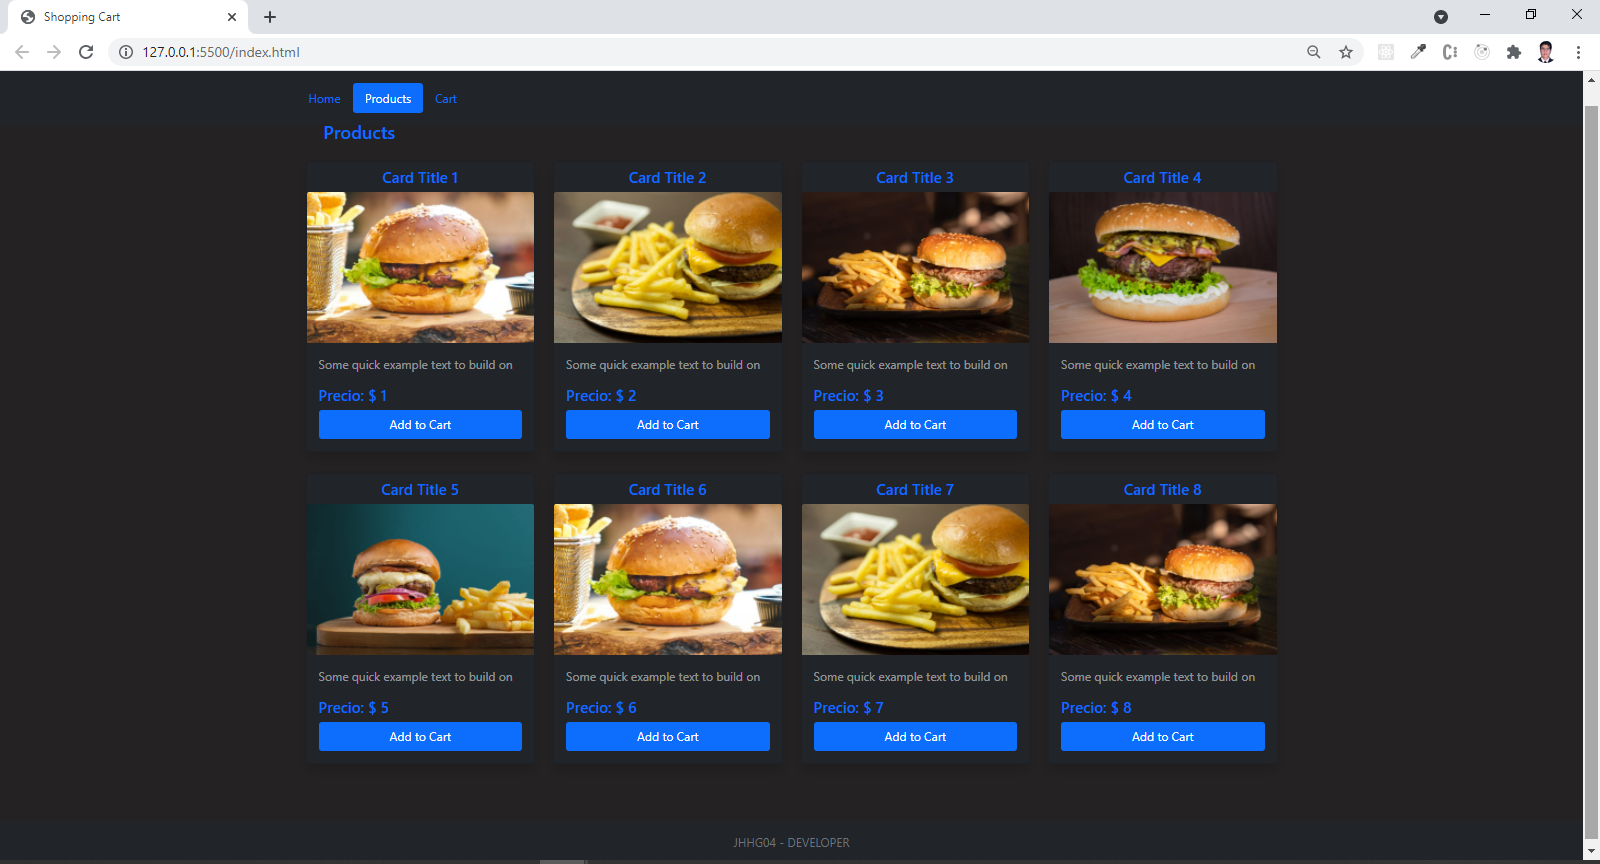 Shopping Cart
127.0.0.1:5500/index.html
Home Products Cart
Products
Card Title 1 Card Title 2 Card Title 3 Card Title 4
Some quick example text to build on Some quick example text to build on Some quick example text to build on Some quick example text to build on
Precio: $ 1 Precio: $ 2 Precio: $ 3 Precio: $ 4
Add to Cart Add to Cart Add to Cart Add to Cart
Card Title 5 Card Title 6 Card Title 7 Card Title 8
Some quick example text to build on Some quick example text to build on Some quick example text to build on Some quick example text to build on
Precio: $ 5 Precio: $ 6 Precio: $ 7 Precio: $ 8
Add to Cart Add to Cart Add to Cart Add to Cart
JHHG04 - DEVELOPER